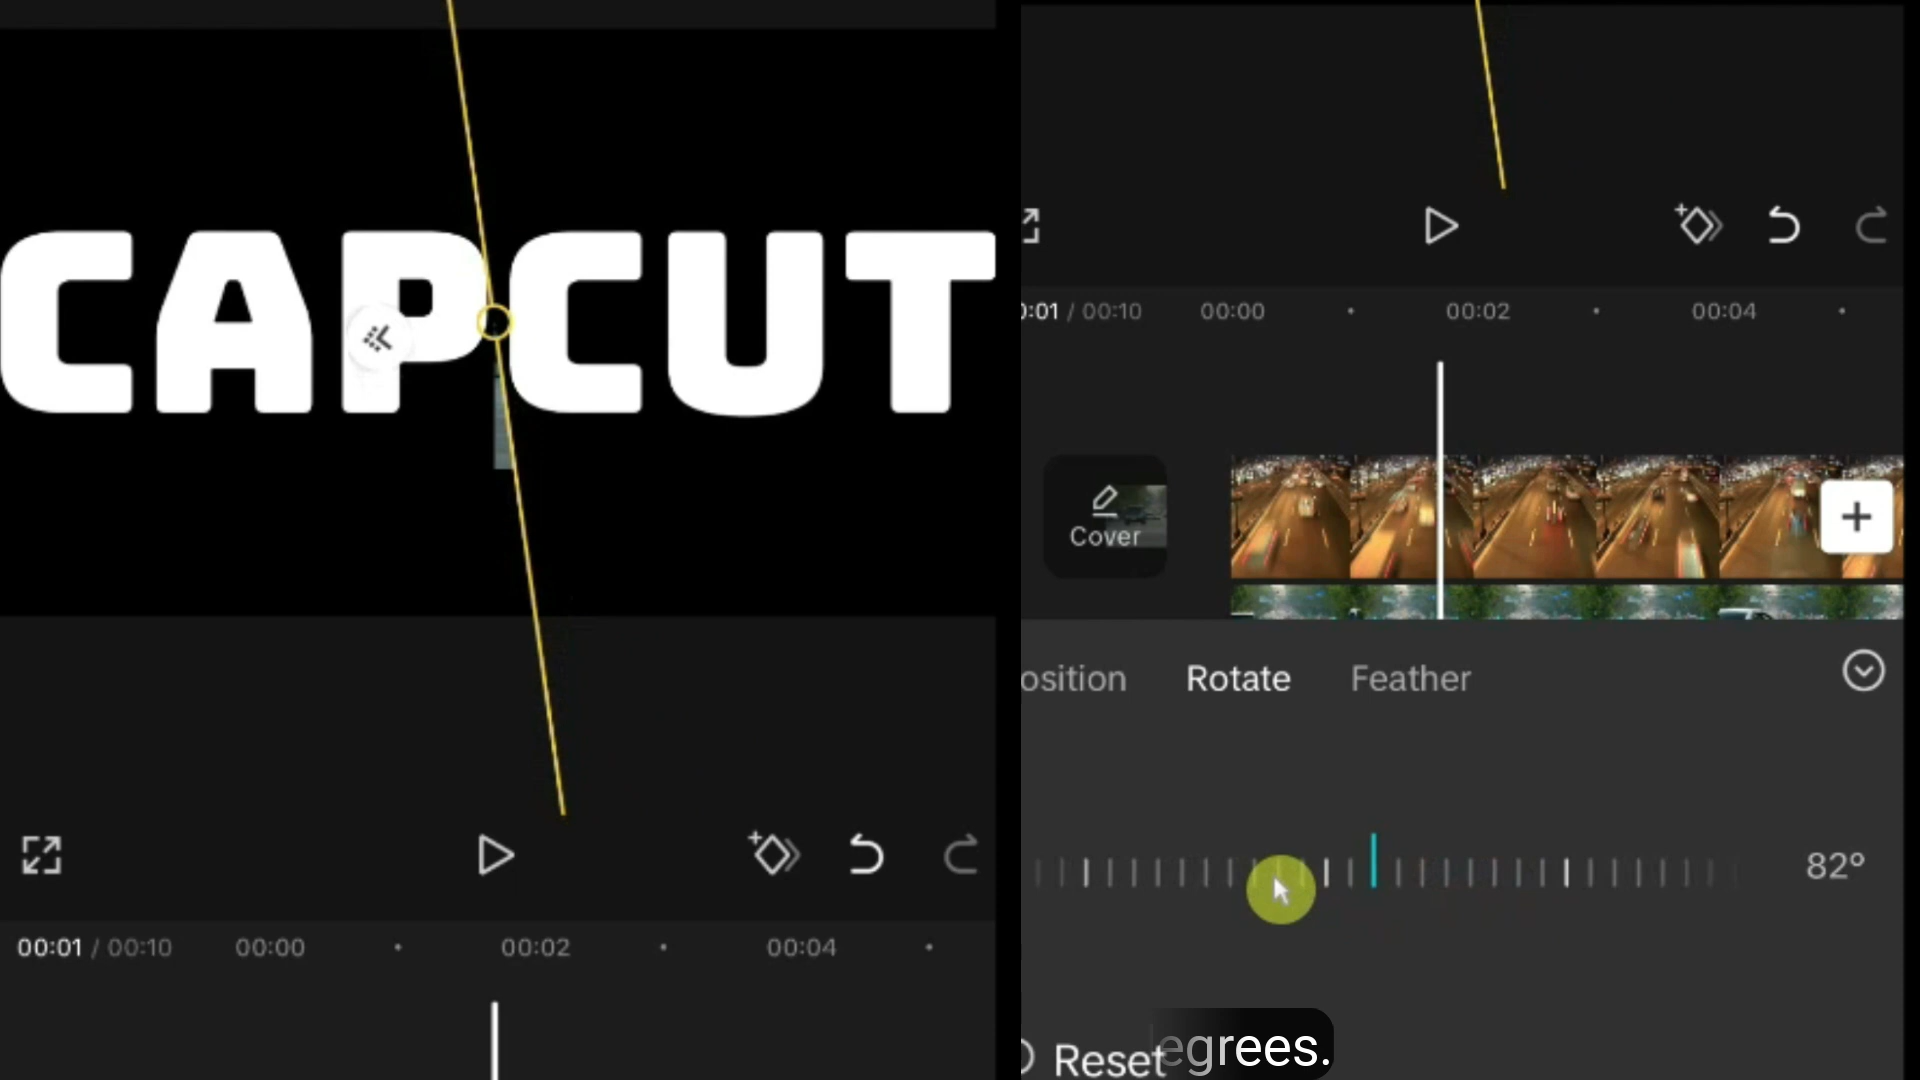 CAPCUT
00:01 / 00:10 00:00 00:02 00:04
0:01 / 00:10 00:00 00:02 00:04
Cover
osition Rotate Feather
82°
Reset
egrees.